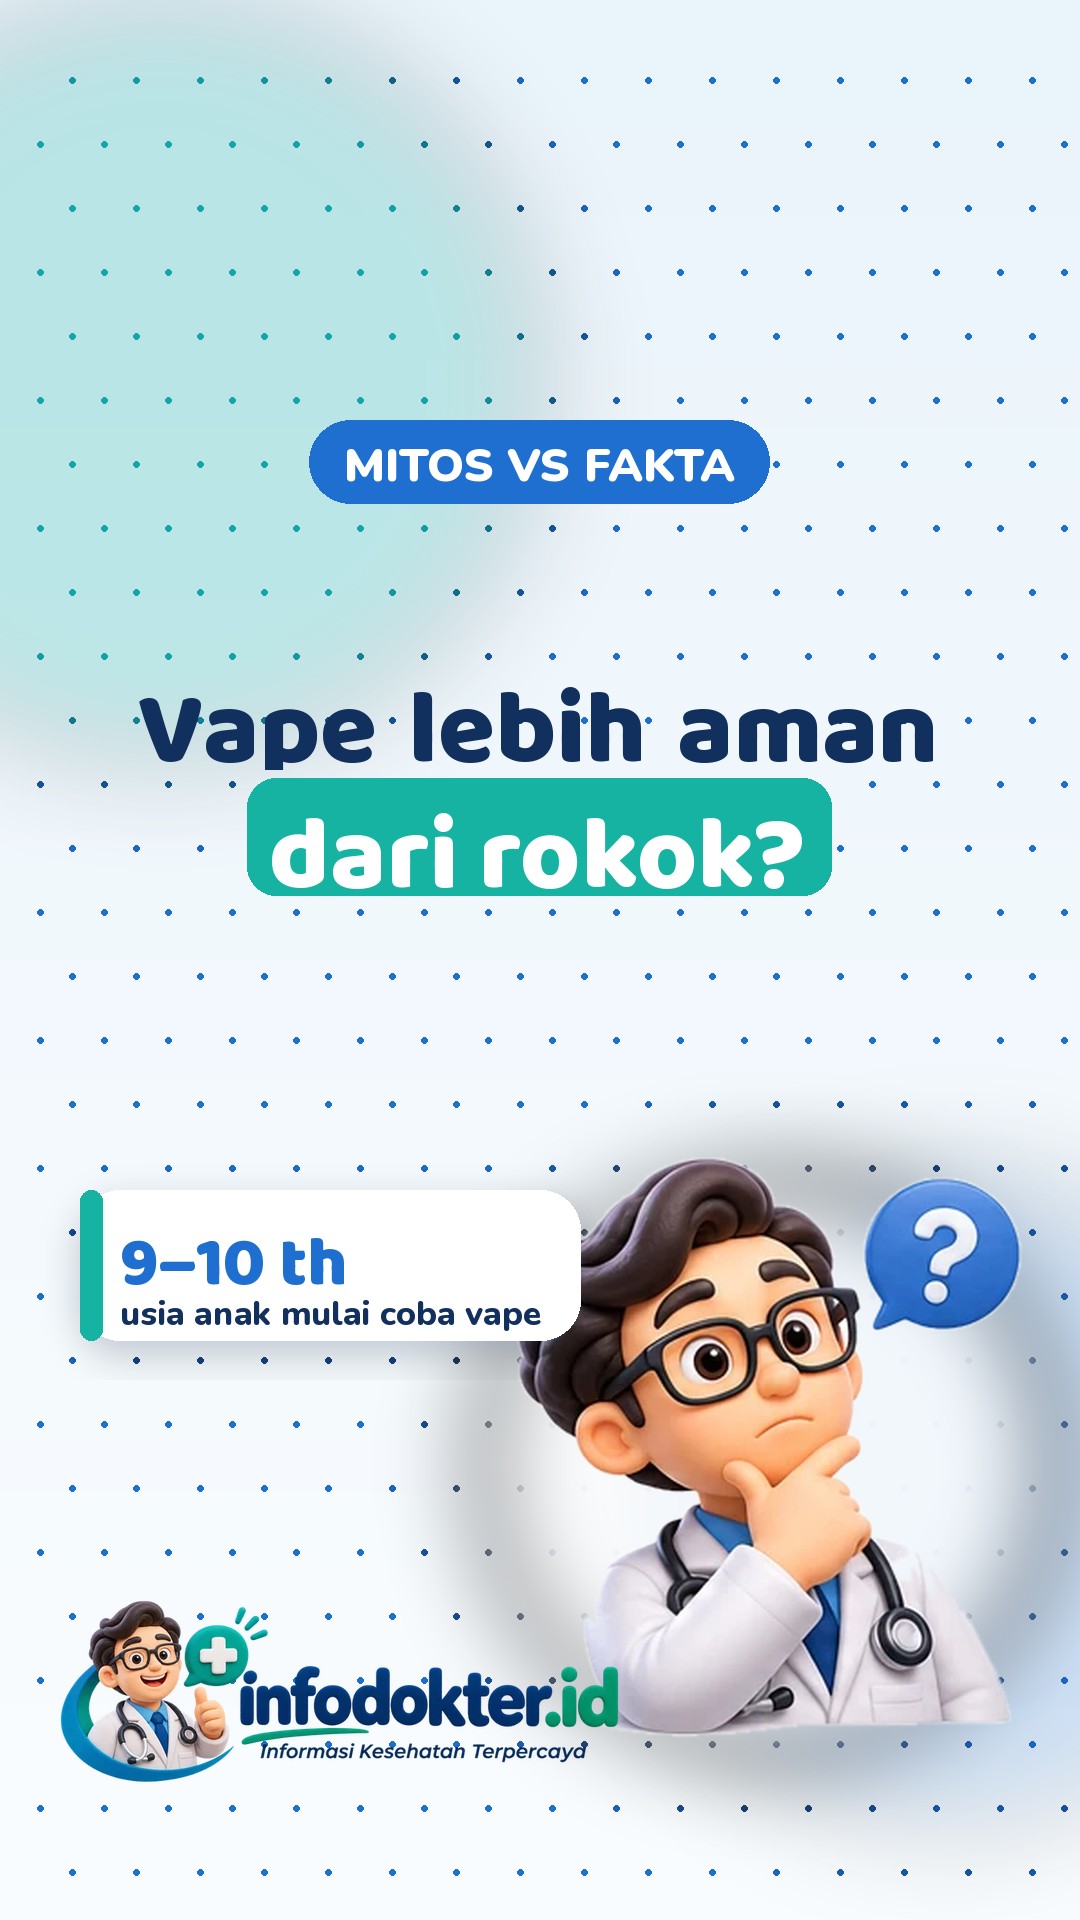 MITOS VS FAKTA
Vape lebih aman
dari rokok?
?
9–10 th
usia anak mulai coba vape
infodokter.id
Informasi Kesehatah Terpercayd